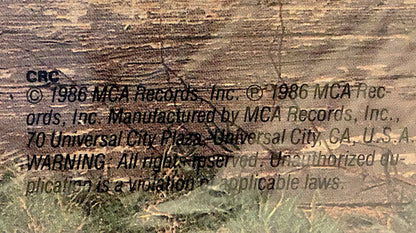 CRC
© 1986 MCA Records, Inc. ℗ 1986 MCA Rec-
ords, Inc. Manufactured by MCA Records, Inc.,
70 Universal City Plaza, Universal City, CA, U.S.A.
WARNING: All rights reserved. Unauthorized du-
plication is a violation of applicable laws.